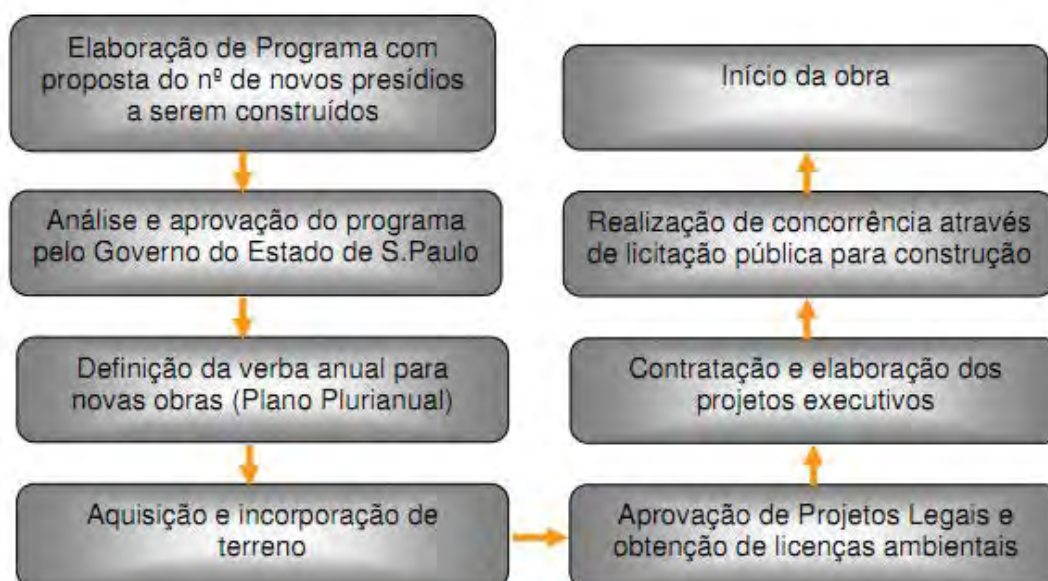 Elaboração de Programa com
proposta do nº de novos presídios
a serem construídos
Análise e aprovação do programa
pelo Governo do Estado de S.Paulo
Definição da verba anual para
novas obras (Plano Plurianual)
Aquisição e incorporação de
terreno
Aprovação de Projetos Legais e
obtenção de licenças ambientais
Contratação e elaboração dos
projetos executivos
Realização de concorrência através
de licitação pública para construção
Início da obra